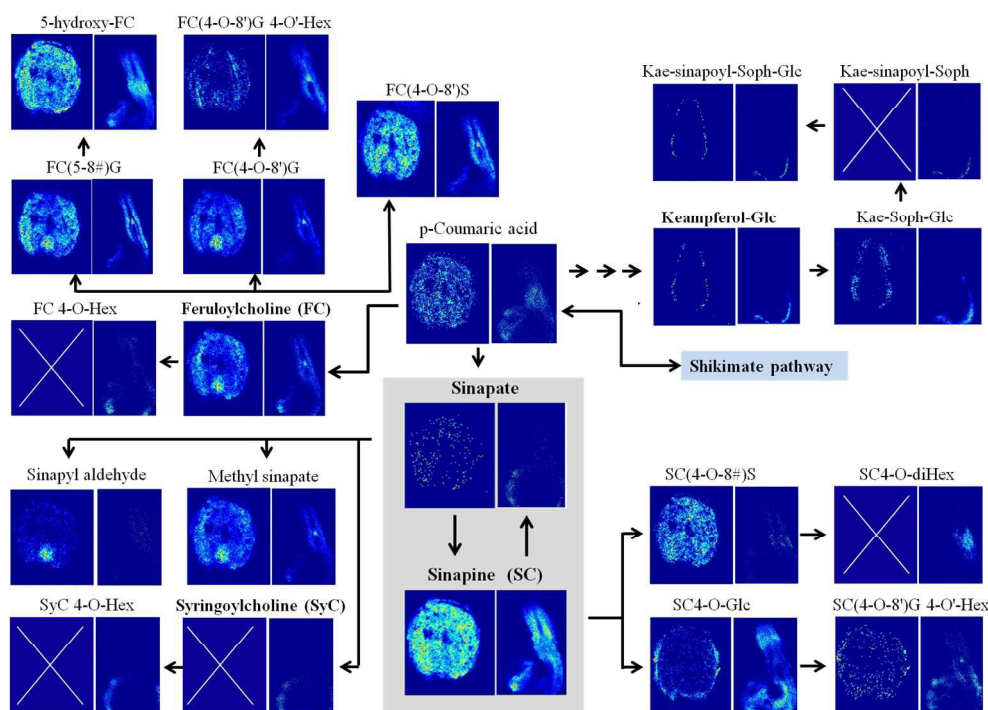 5-hydroxy-FC
FC(4-O-8')G 4-O'-Hex
FC(4-O-8')S
Kae-sinapoyl-Soph-Glc
Kae-sinapoyl-Soph
FC(5-8#)G
FC(4-O-8')G
p-Coumaric acid
Keampferol-Glc
Kae-Soph-Glc
FC 4-O-Hex
Feruloylcholine (FC)
Shikimate pathway
Sinapate
Sinapyl aldehyde
Methyl sinapate
SC(4-O-8#)S
SC4-O-diHex
SyC 4-O-Hex
Syringoylcholine (SyC)
Sinapine (SC)
SC4-O-Glc
SC(4-O-8')G 4-O'-Hex